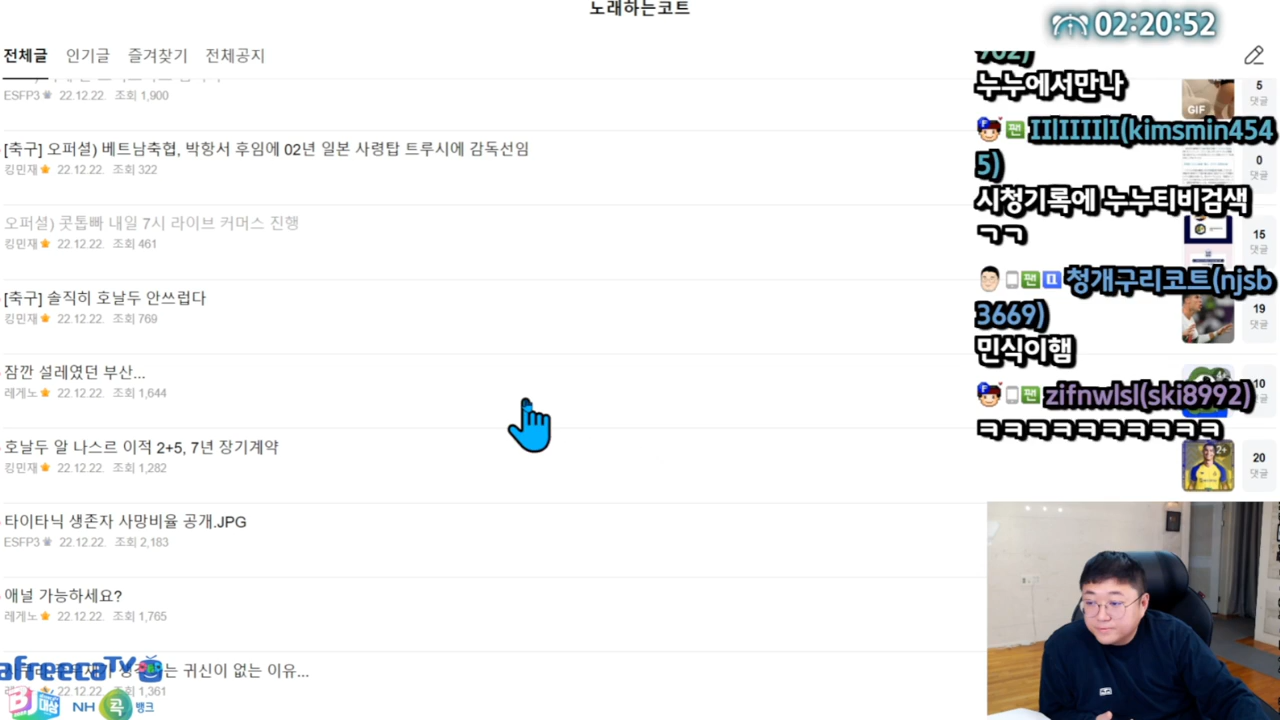 노래하는코트
02:20:52
전체글 인기글 즐겨찾기 전체공지
ESFP3 22.12.22. 조회 1,900
[축구] 오퍼셜) 베트남축협, 박항서 후임에 02년 일본 사령탑 트루시에 감독선임
킹민재 22.12.22. 조회 322
오퍼셜) 콧톱빠 내일 7시 라이브 커머스 진행
킹민재 22.12.22. 조회 461
[축구] 솔직히 호날두 안쓰럽다
킹민재 22.12.22. 조회 769
잠깐 설레였던 부산...
레게노 22.12.22. 조회 1,644
호날두 알 나스르 이적 2+5, 7년 장기계약
킹민재 22.12.22. 조회 1,282
타이타닉 생존자 사망비율 공개.JPG
ESFP3 22.12.22. 조회 2,183
애널 가능하세요?
레게노 22.12.22. 조회 1,765
는 귀신이 없는 이유...
22.12.22. 조회 1,361
afreecaTV
NH 콕 뱅크
902)
누누에서만나
IIlIIIIlI(kimsmin454
5)
시청기록에 누누티비검색
ㄱㄱ
청개구리코트(njsb
3669)
민식이햄
zifnwlsl(ski8992)
ㅋㅋㅋㅋㅋㅋㅋㅋㅋㅋ
GIF
5
댓글
0
댓글
15
댓글
19
댓글
4+
10
2+
20
댓글